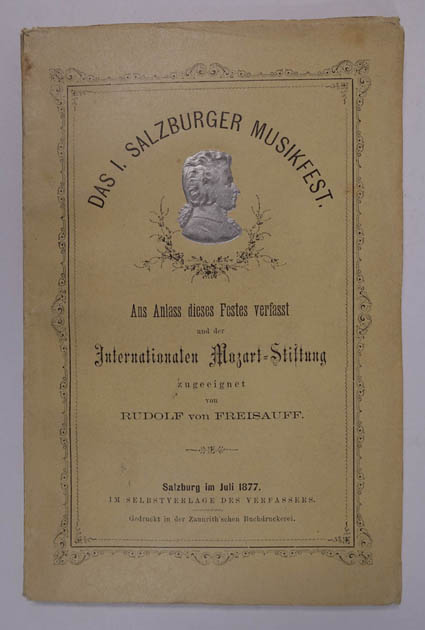 DAS I. SALZBURGER MUSIKFEST.
Aus Anlass dieses Festes verfasst
und der
Internationalen Mozart-Stiftung
zugeeignet
von
RUDOLF von FREISAUFF.
Salzburg im Juli 1877.
IM SELBSTVERLAGE DES VERFASSERS.
Gedruckt in der Zaunrith'schen Buchdruckerei.